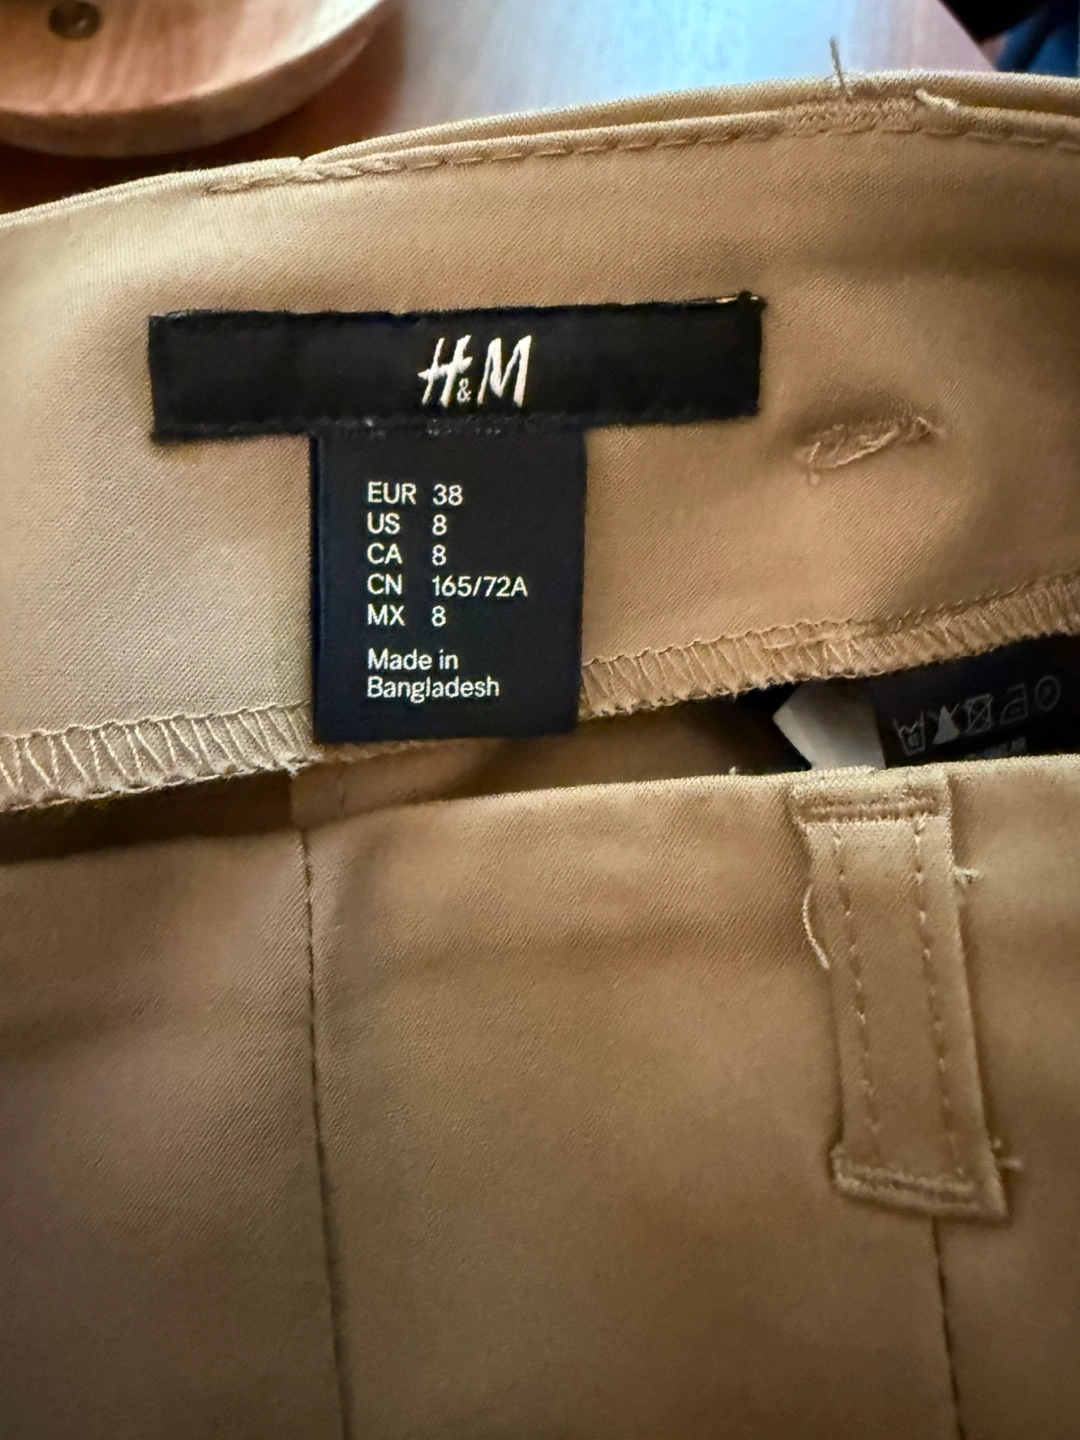 H&M
EUR 38
US 8
CA 8
CN 165/72A
MX 8
Made in
Bangladesh